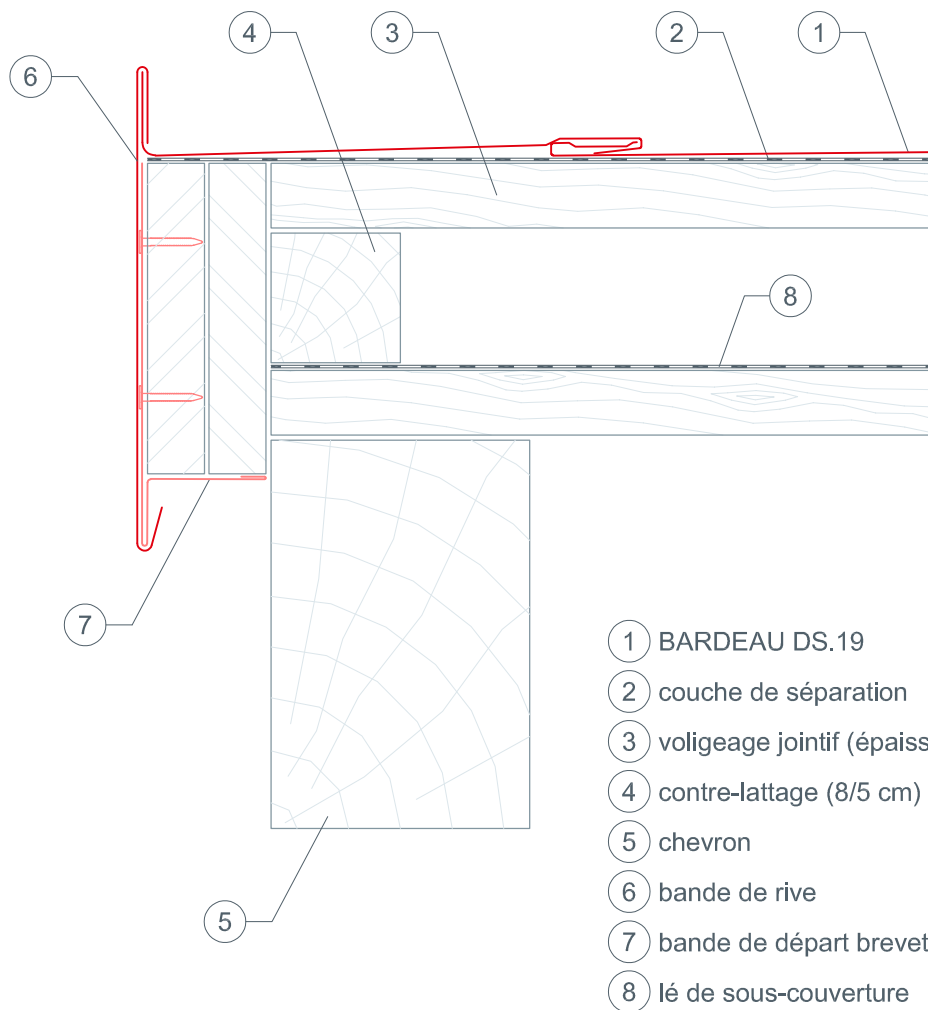 4 3 2 1
6
8
7
5
1 BARDEAU DS.19
2 couche de séparation
3 voligeage jointif (épaiss
4 contre-lattage (8/5 cm)
5 chevron
6 bande de rive
7 bande de départ brevet
8 lé de sous-couverture